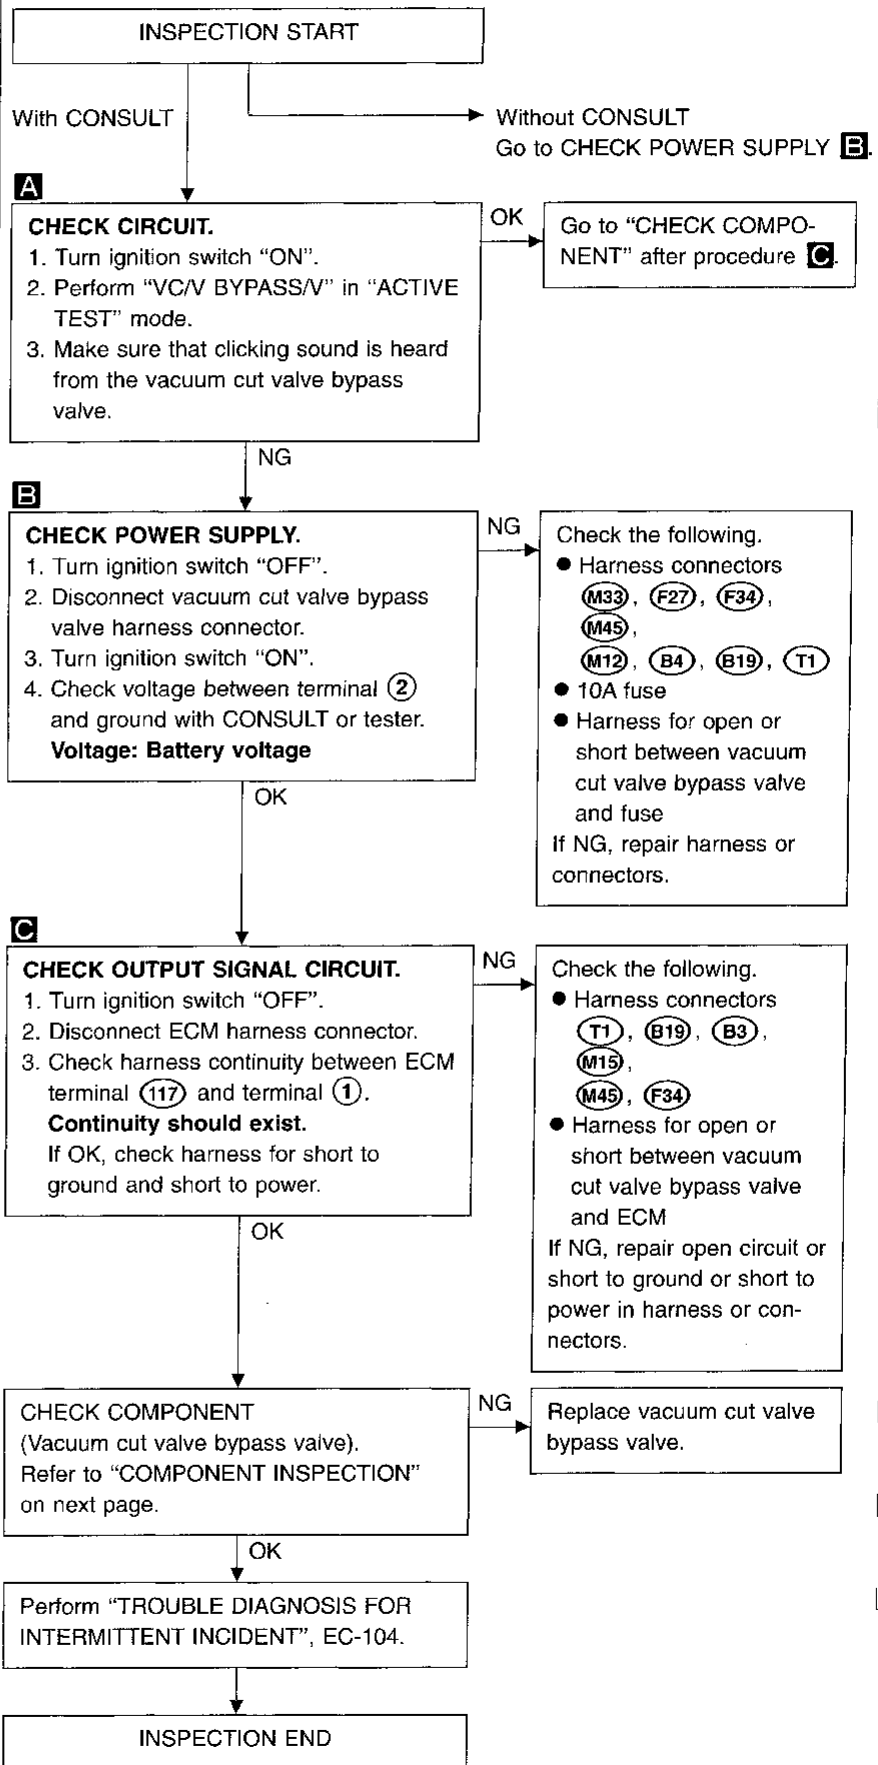 INSPECTION START
With CONSULT
Without CONSULT
Go to CHECK POWER SUPPLY B.
A
CHECK CIRCUIT.
1. Turn ignition switch “ON”.
2. Perform “VC/V BYPASS/V” in “ACTIVE
TEST” mode.
3. Make sure that clicking sound is heard
from the vacuum cut valve bypass
valve.
OK
Go to “CHECK COMPO-
NENT” after procedure C.
NG
B
CHECK POWER SUPPLY.
1. Turn ignition switch “OFF”.
2. Disconnect vacuum cut valve bypass
valve harness connector.
3. Turn ignition switch “ON”.
4. Check voltage between terminal 2
and ground with CONSULT or tester.
Voltage: Battery voltage
NG
Check the following.
● Harness connectors
M33, F27, F34,
M45,
M12, B4, B19, T1
● 10A fuse
● Harness for open or
short between vacuum
cut valve bypass valve
and fuse
If NG, repair harness or
connectors.
OK
C
CHECK OUTPUT SIGNAL CIRCUIT.
1. Turn ignition switch “OFF”.
2. Disconnect ECM harness connector.
3. Check harness continuity between ECM
terminal 117 and terminal 1.
Continuity should exist.
If OK, check harness for short to
ground and short to power.
NG
Check the following.
● Harness connectors
T1, B19, B3,
M15,
M45, F34
● Harness for open or
short between vacuum
cut valve bypass valve
and ECM
If NG, repair open circuit or
short to ground or short to
power in harness or con-
nectors.
OK
CHECK COMPONENT
(Vacuum cut valve bypass valve).
Refer to “COMPONENT INSPECTION”
on next page.
NG
Replace vacuum cut valve
bypass valve.
OK
Perform “TROUBLE DIAGNOSIS FOR
INTERMITTENT INCIDENT”, EC-104.
INSPECTION END